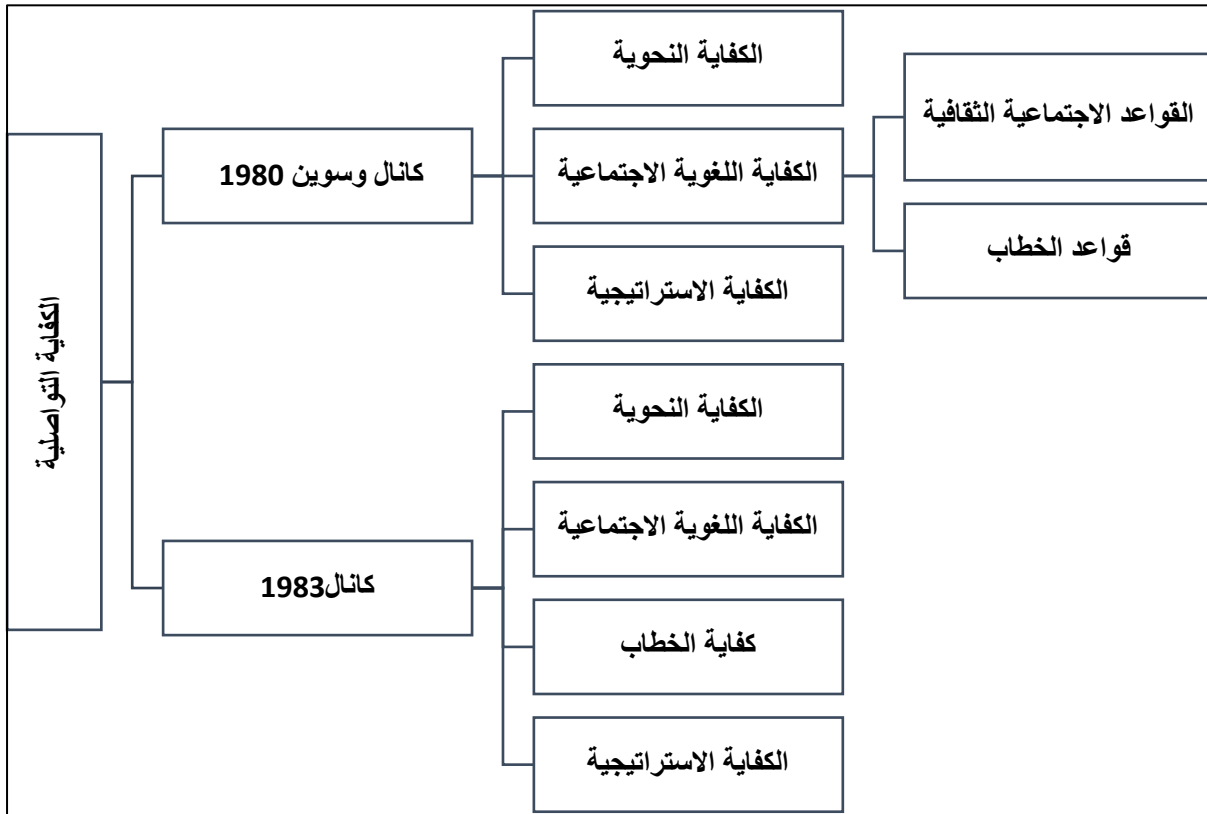 الكفاية التواصلية
كانال وسوين 1980
الكفاية النحوية
الكفاية اللغوية الاجتماعية
القواعد الاجتماعية الثقافية
قواعد الخطاب
الكفاية الاستراتيجية
كانال1983
الكفاية النحوية
الكفاية اللغوية الاجتماعية
كفاية الخطاب
الكفاية الاستراتيجية